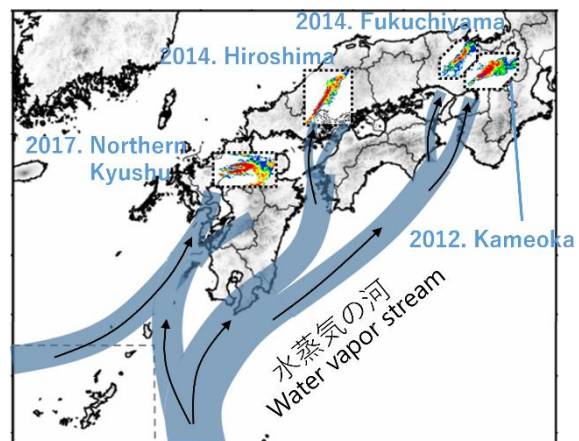 2014. Fukuchiyama
2014. Hiroshima
2017. Northern
Kyushu
2012. Kameoka
水蒸気の河
Water vapor stream